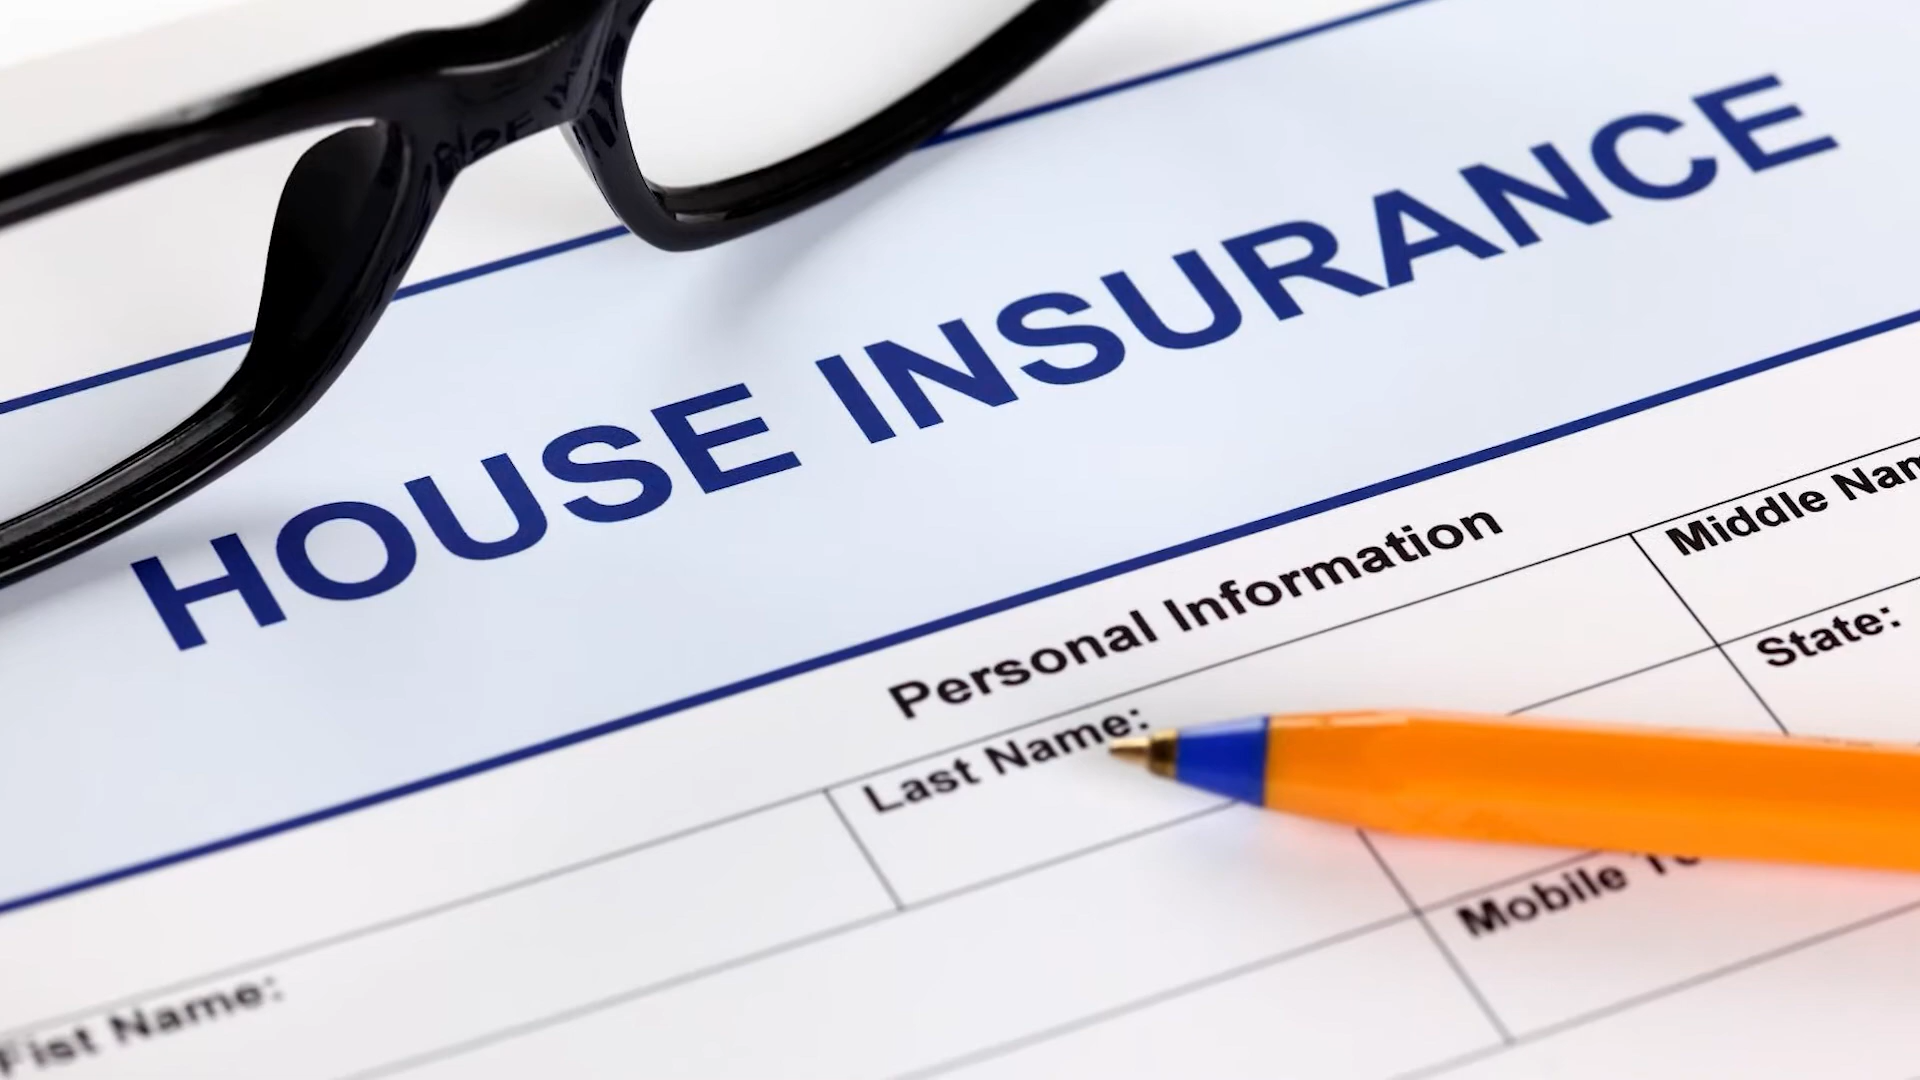 HOUSE INSURANCE
Personal Information
Fist Name:
Last Name:
Middle Nam
State:
Mobile